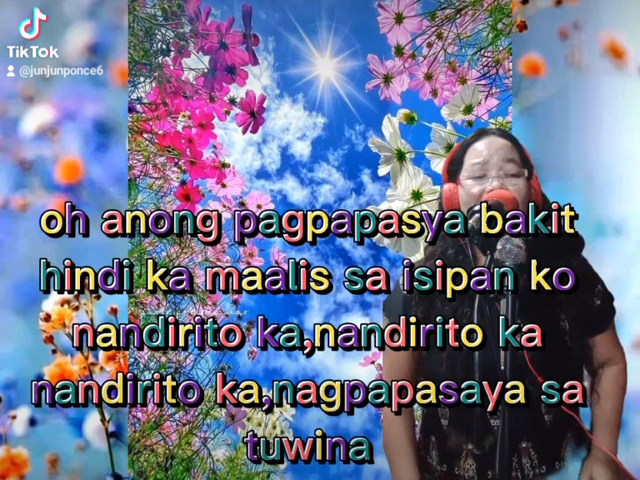 TikTok
@junjunponce6
oh anong pagpapasya bakit
hindi ka maalis sa isipan ko
nandirito ka,nandirito ka
nandirito ka,nagpapasaya sa
tuwina